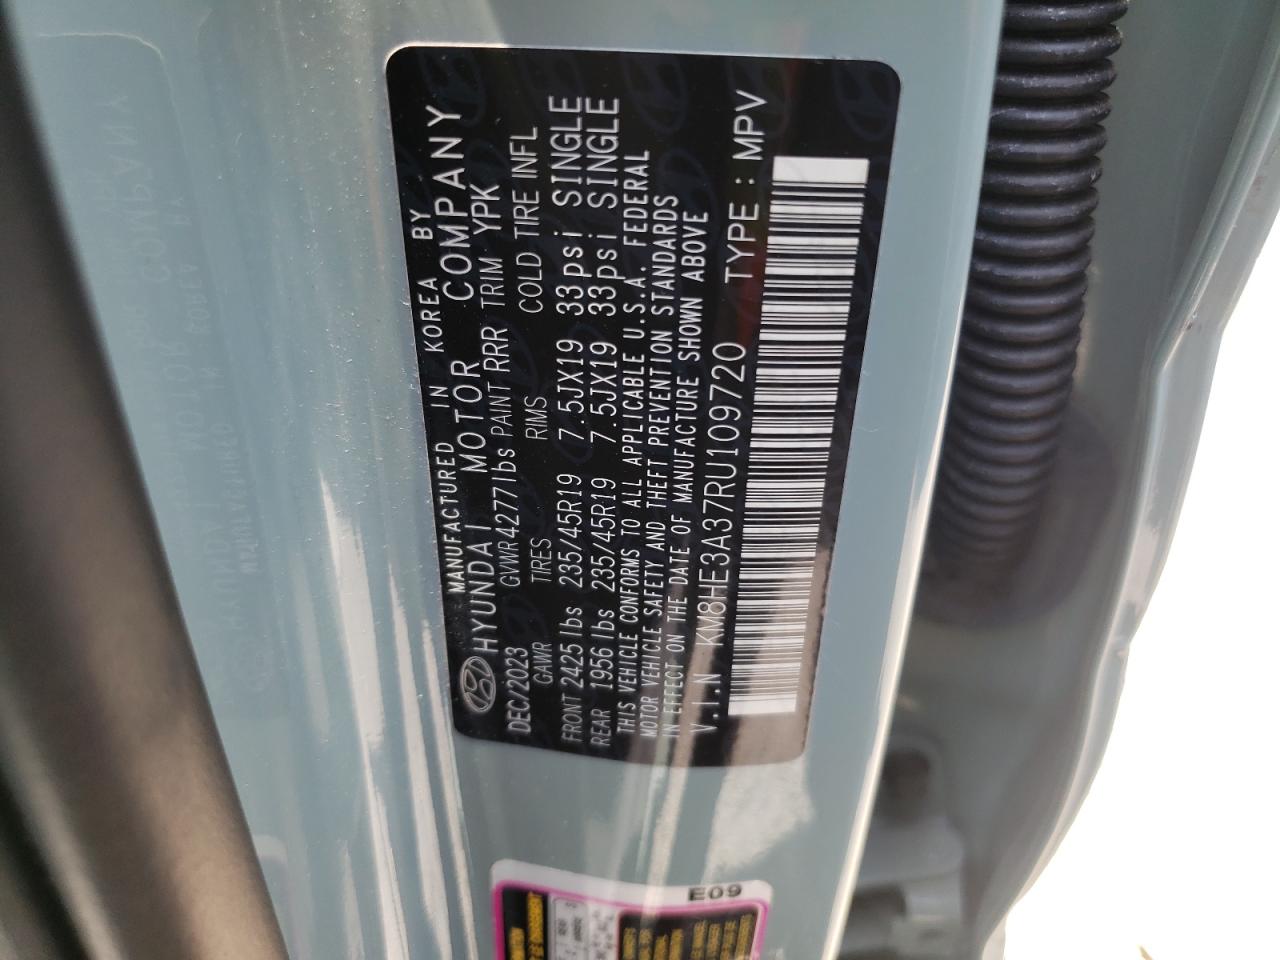 MANUFACTURED IN KOREA BY
HYUNDAI MOTOR COMPANY
DEC/2023 GVWR 4277lbs PAINT RRR TRIM YPK
GAWR TIRES RIMS COLD TIRE INFL
FRONT 2425lbs 235/45R19 7.5JX19 33psi SINGLE
REAR 1956lbs 235/45R19 7.5JX19 33psi SINGLE
THIS VEHICLE CONFORMS TO ALL APPLICABLE U.S.A. FEDERAL
MOTOR VEHICLE SAFETY AND THEFT PREVENTION STANDARDS
IN EFFECT ON THE DATE OF MANUFACTURE SHOWN ABOVE
V.I.N KM8HE3A37RU109720 TYPE : MPV
E09